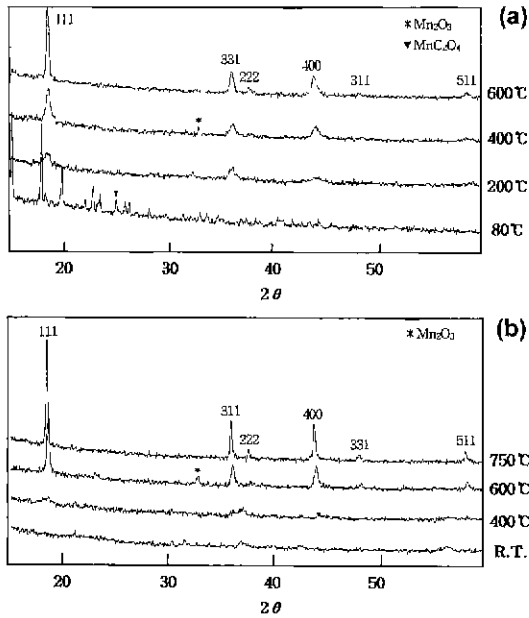 (a)
* Mn₂O₃
▼ MnC₂O₄
111
331
222
400
311
511
600℃
400℃
*
200℃
▼
80℃
20 30 40 50
2θ
(b)
* Mn₂O₃
111
311
222
400
331
511
750℃
*
600℃
400℃
R.T.
20 30 40 50
2θ